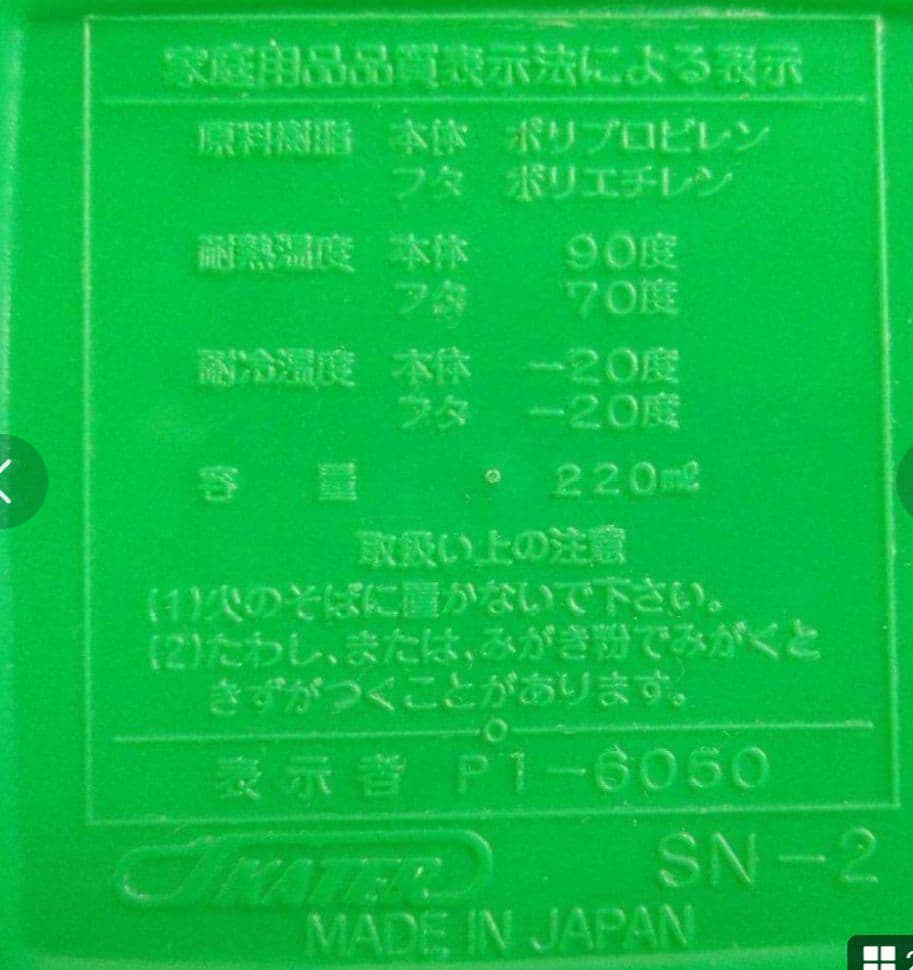 家庭用品品質表示法による表示
原料樹脂 本体 ポリプロピレン
フタ ポリエチレン
耐熱温度 本体 90度
フタ 70度
耐冷温度 本体 -20度
フタ -20度
容 量 220㎖
取扱い上の注意
(1)火のそばに置かないで下さい。
(2)たわし、または、みがき粉でみがくと
きずがつくことがあります。
表示者 P1-6050
SKATER SN-2
MADE IN JAPAN